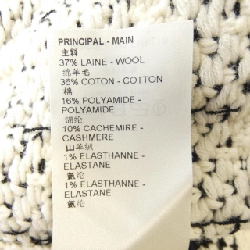 PRINCIPAL - MAIN
主料
37% LAINE - WOOL
绵羊毛
35% COTON - COTTON
棉
16% POLYAMIDE -
POLYAMIDE
锦纶
10% CACHEMIRE -
CASHMERE
山羊绒
1% ELASTHANNE -
ELASTANE
氨纶
1% ELASTHANNE -
ELASTANE
氨纶